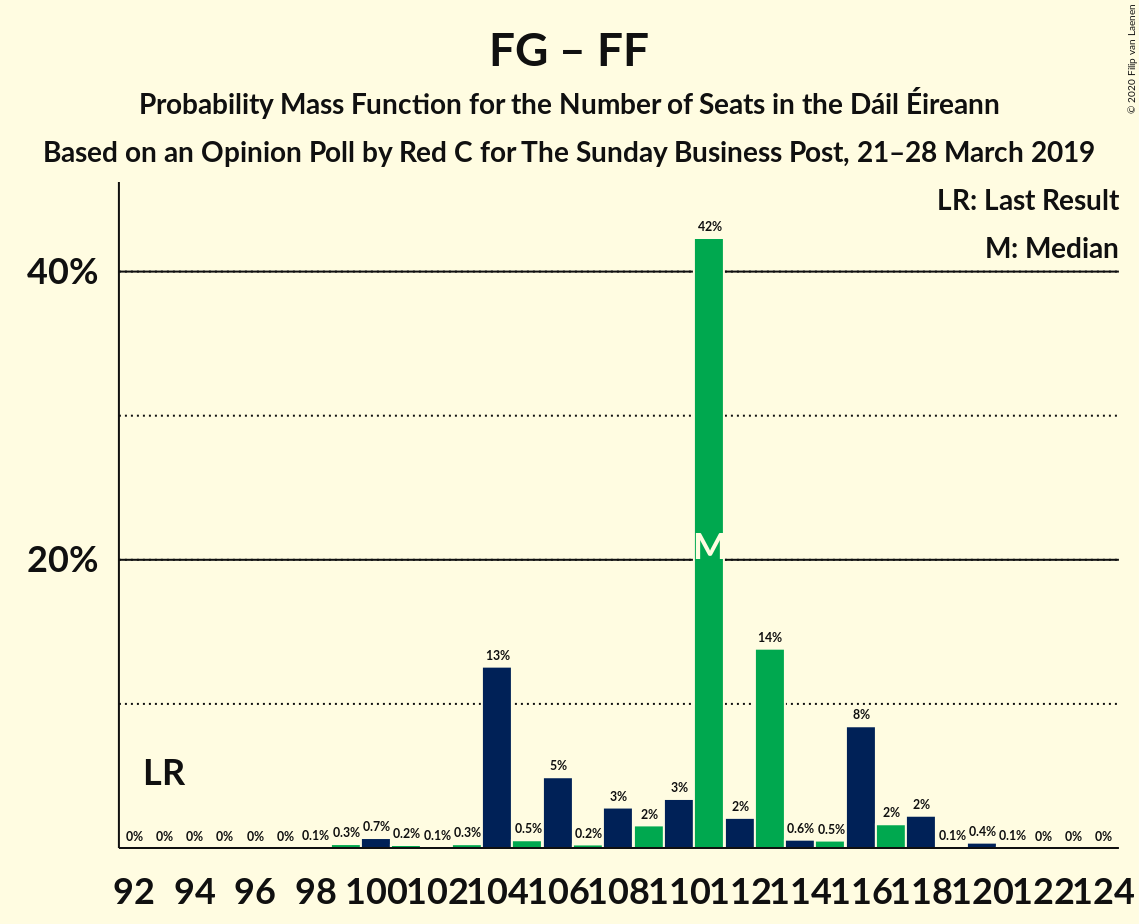 FG – FF
Probability Mass Function for the Number of Seats in the Dáil Éireann
Based on an Opinion Poll by Red C for The Sunday Business Post, 21–28 March 2019
© 2020 Filip van Laenen
LR: Last Result
M: Median
40%
20%
LR
M
0% 0% 0% 0% 0% 0% 0.1% 0.3% 0.7% 0.2% 0.1% 0.3% 13% 0.5% 5% 0.2% 3% 2% 3% 42% 2% 14% 0.6% 0.5% 8% 2% 2% 0.1% 0.4% 0.1% 0% 0% 0%
92 94 96 98 100 102 104 106 108 110 112 114 116 118 120 122 124